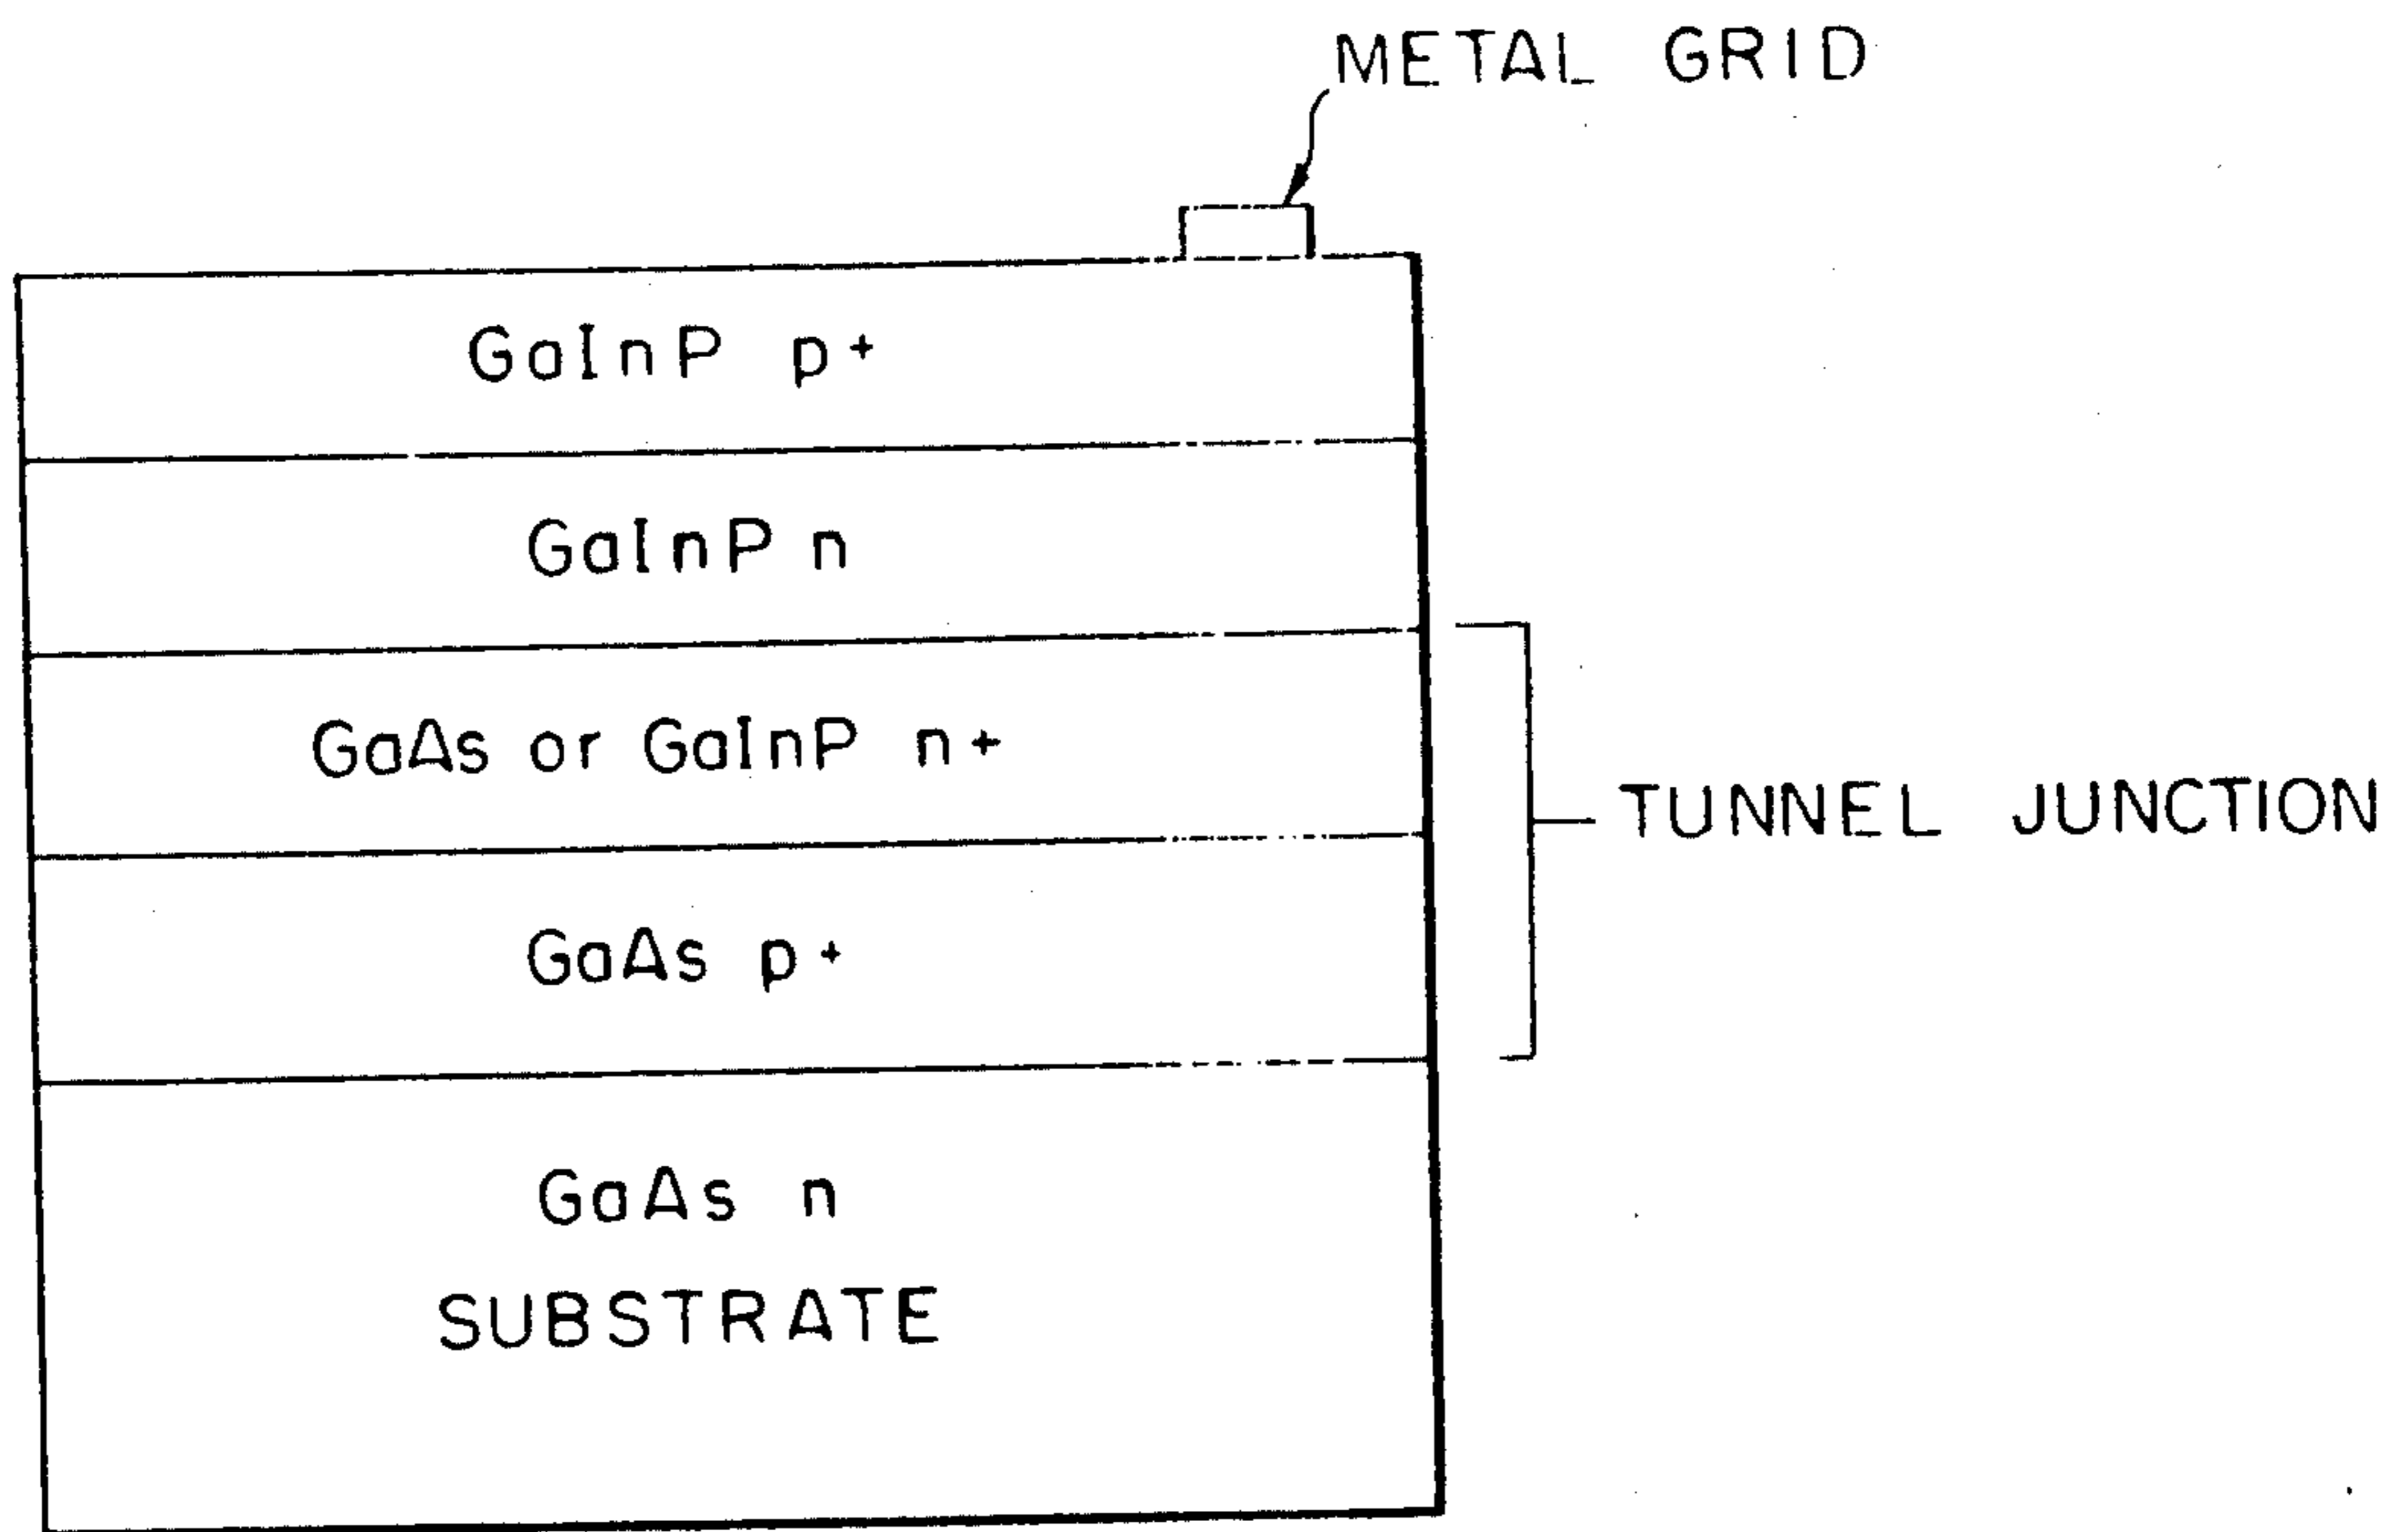 METAL GRID
GaInP p+
GaInP n
GaAs or GaInP n+
TUNNEL JUNCTION
GaAs p+
GaAs n
SUBSTRATE